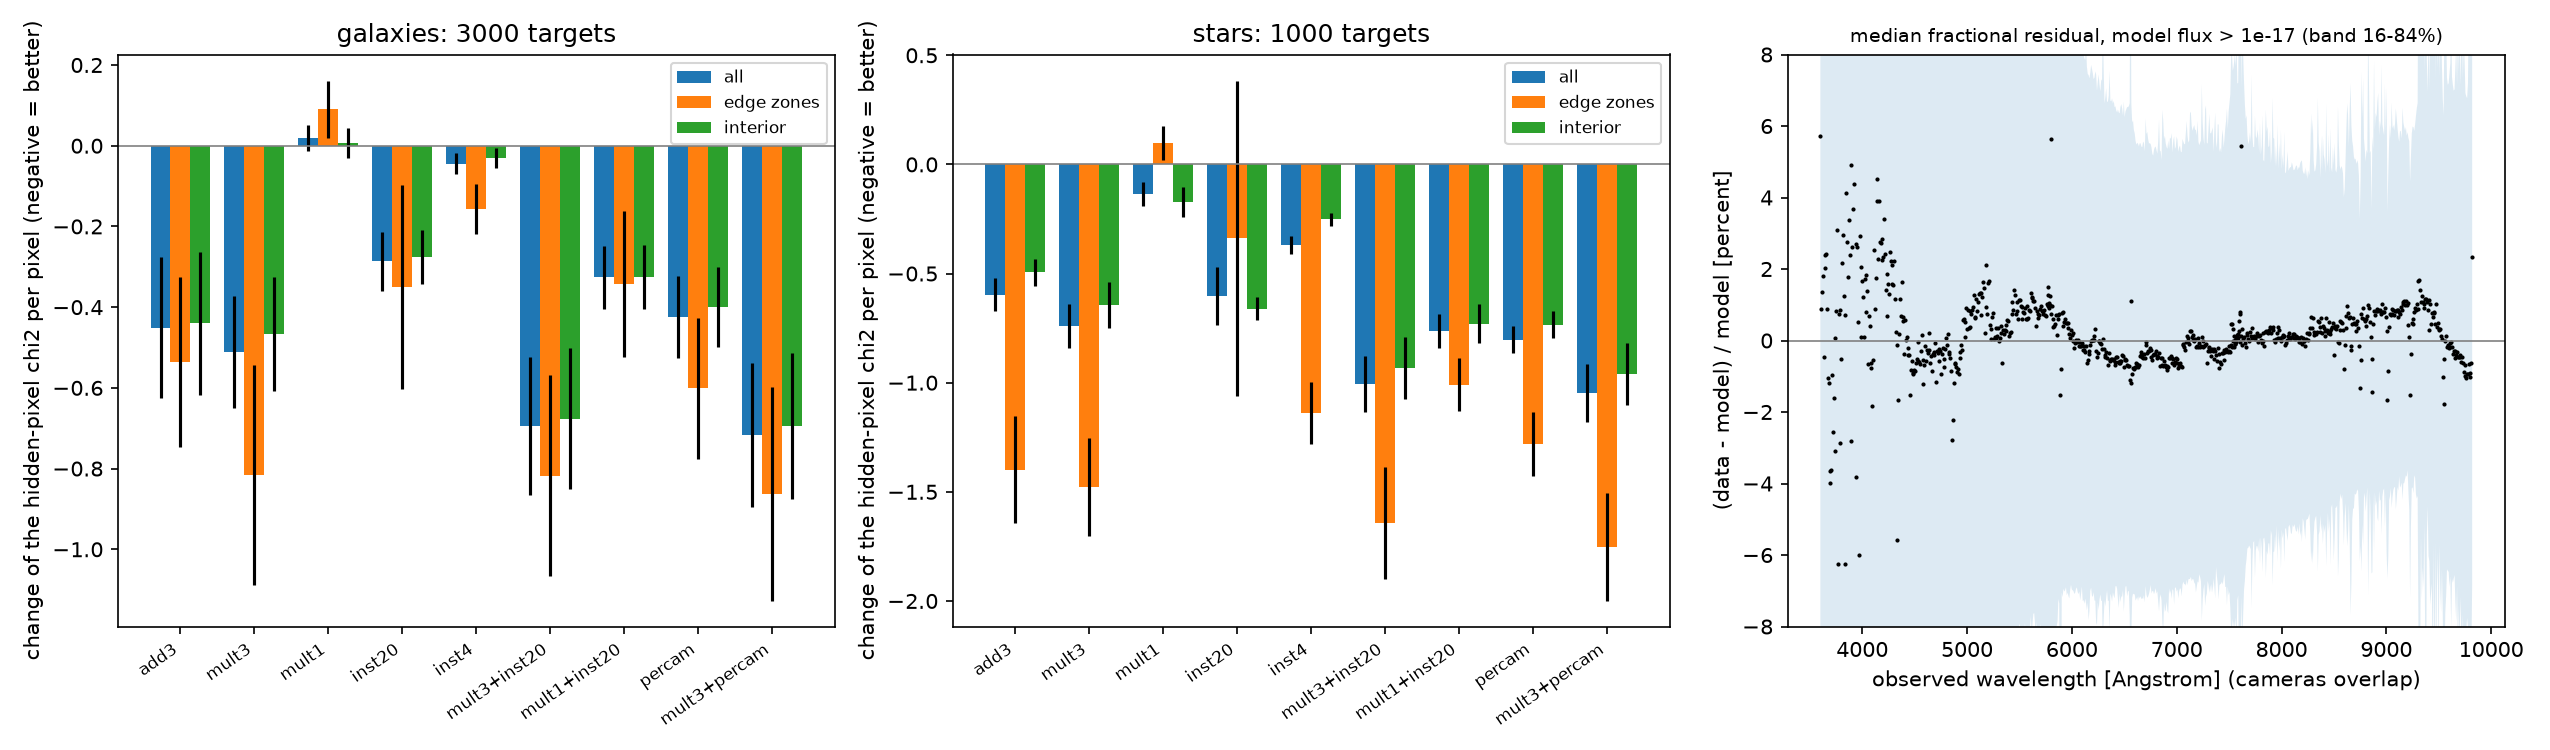 galaxies: 3000 targets
change of the hidden-pixel chi2 per pixel (negative = better)
0.2
0.0
−0.2
−0.4
−0.6
−0.8
−1.0
all
edge zones
interior
add3
mult3
mult1
inst20
inst4
mult3+inst20
mult1+inst20
percam
mult3+percam
stars: 1000 targets
change of the hidden-pixel chi2 per pixel (negative = better)
0.5
0.0
−0.5
−1.0
−1.5
−2.0
all
edge zones
interior
add3
mult3
mult1
inst20
inst4
mult3+inst20
mult1+inst20
percam
mult3+percam
median fractional residual, model flux > 1e-17 (band 16-84%)
(data - model) / model [percent]
8
6
4
2
0
−2
−4
−6
−8
4000
5000
6000
7000
8000
9000
10000
observed wavelength [Angstrom] (cameras overlap)